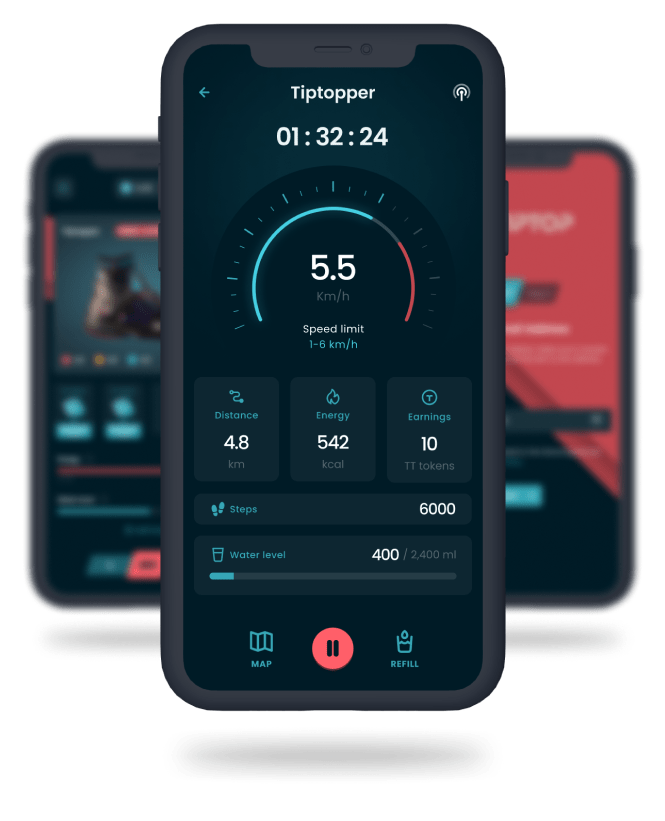 Tiptopper
01 : 32 : 24
5.5
Km/h
Speed limit
1-6 km/h
Distance
4.8
km
Energy
542
kcal
T
Earnings
10
TT tokens
Steps
6000
Water level
400 / 2,400 ml
MAP
REFILL